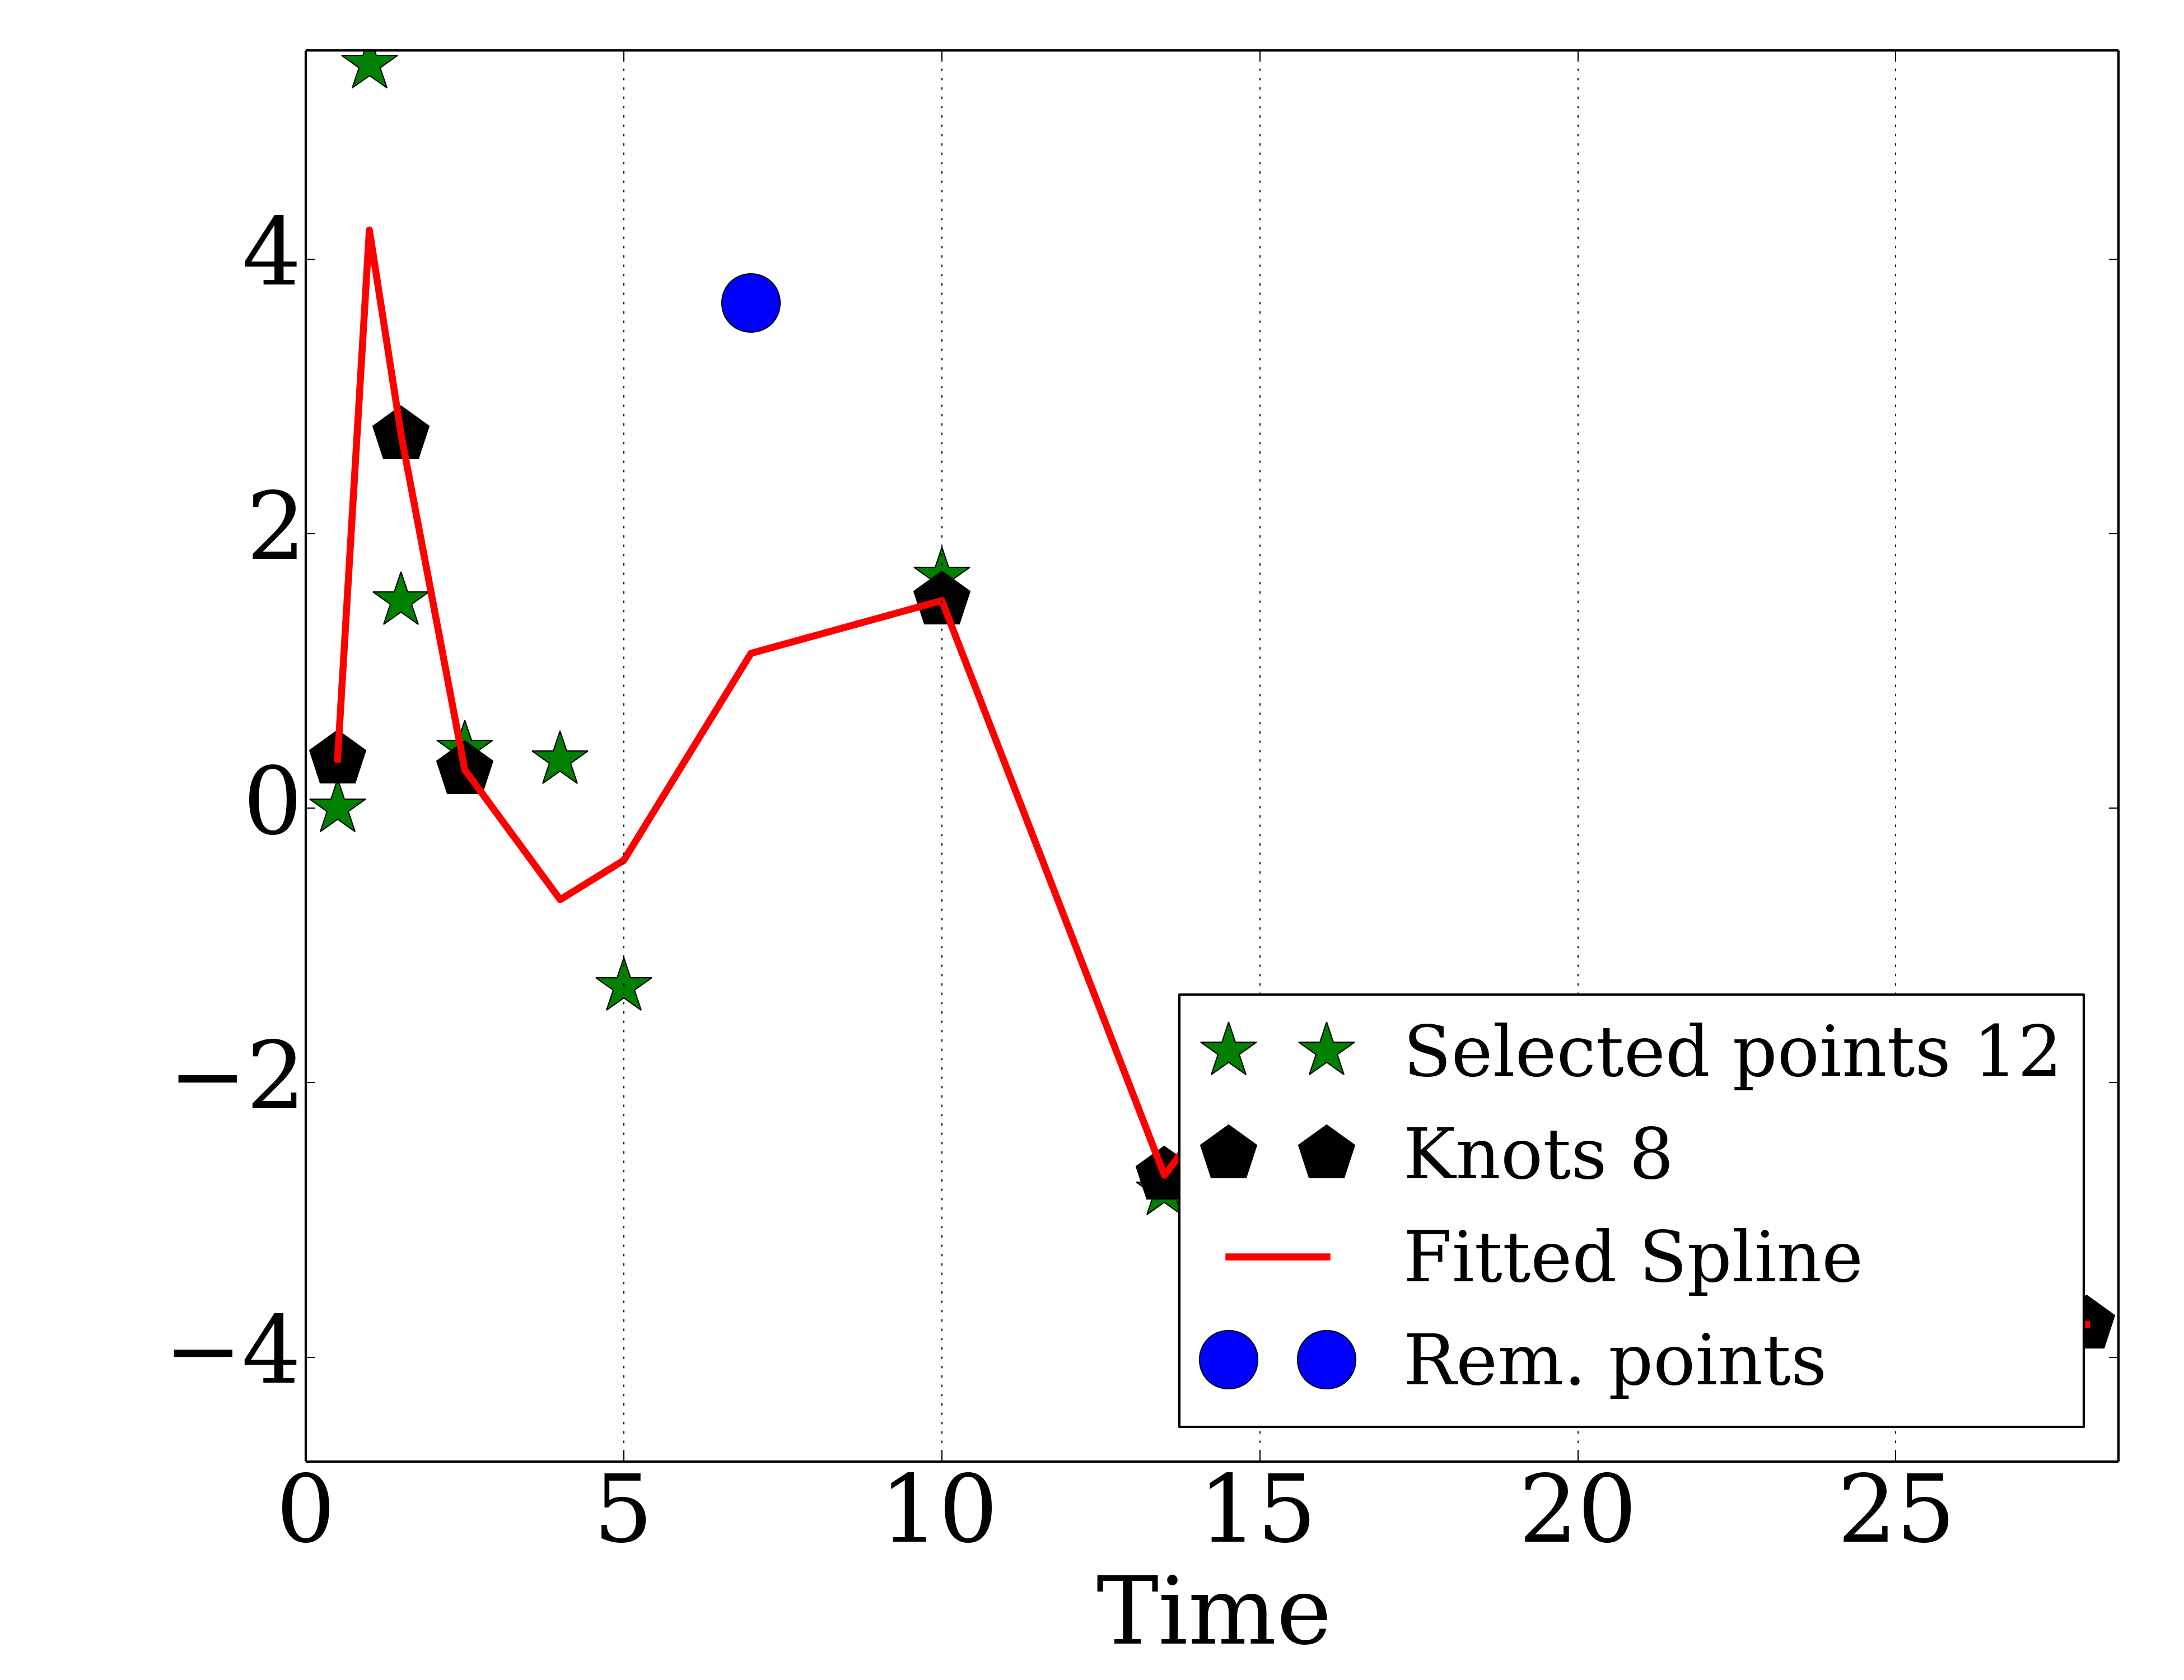 4
2
0
−2
−4
Selected points 12
Knots 8
Fitted Spline
Rem. points
0 5 10 15 20 25
Time